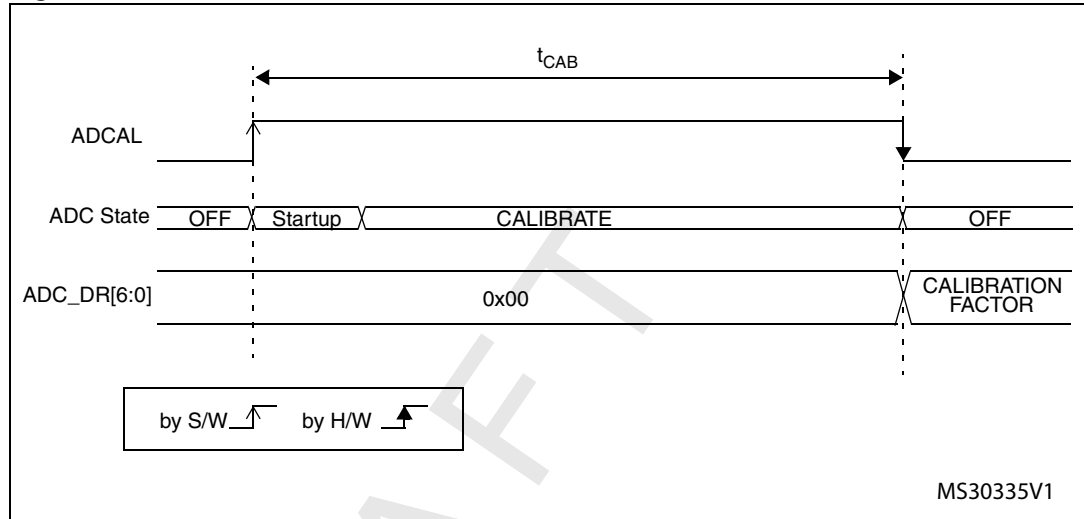 tCAB
ADCAL
ADC State OFF Startup CALIBRATE OFF
ADC_DR[6:0] 0x00 CALIBRATION
FACTOR
by S/W by H/W
MS30335V1